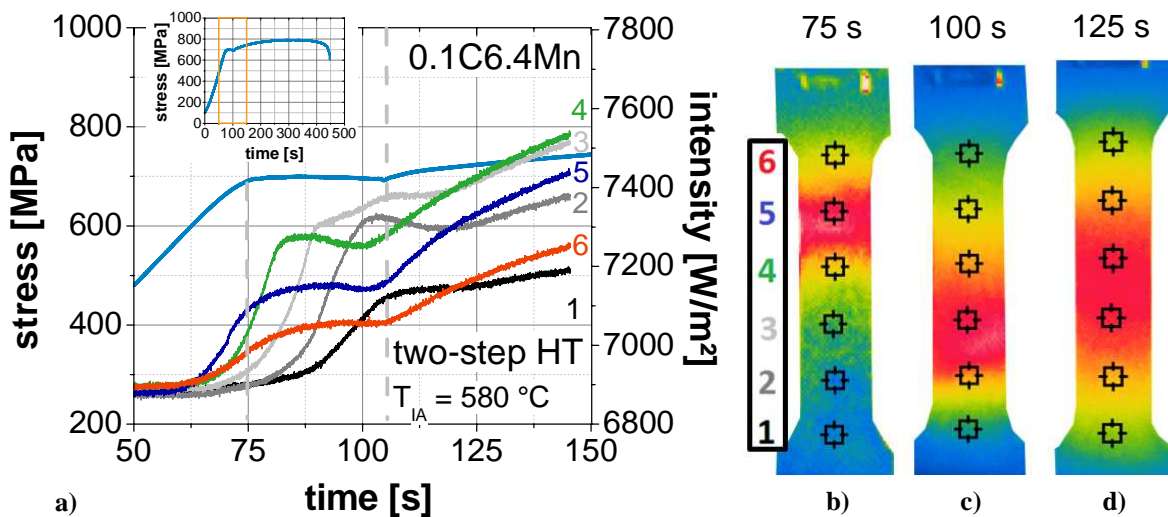 75 s
100 s
125 s
1000
800
600
400
200
stress [MPa]
50
75
100
125
150
time [s]
7800
7600
7400
7200
7000
6800
intensity [W/m²]
1000
800
600
400
200
0
stress [MPa]
0
100
200
300
400
500
time [s]
0.1C6.4Mn
4
3
5
2
6
1
two-step HT
T_IA = 580 °C
6
5
4
3
2
1
a)
b)
c)
d)